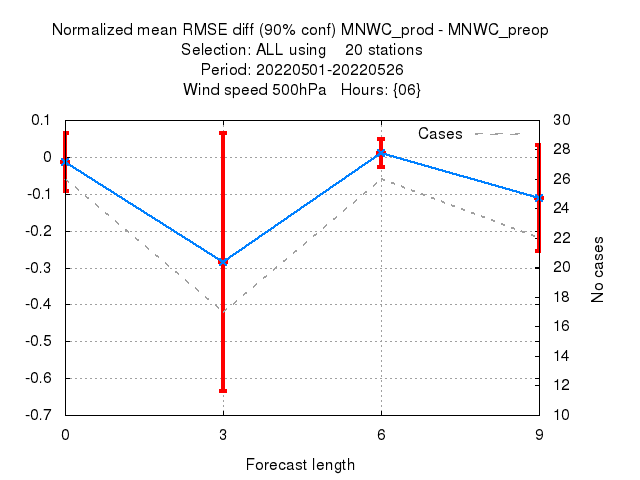 Normalized mean RMSE diff (90% conf) MNWC_prod - MNWC_preop
Selection: ALL using    20 stations
Period: 20220501-20220526
Wind speed 500hPa   Hours: {06}
Cases
0.1
0
-0.1
-0.2
-0.3
-0.4
-0.5
-0.6
-0.7
30
28
26
24
22
20
18
16
14
12
10
No cases
0 3 6 9
Forecast length